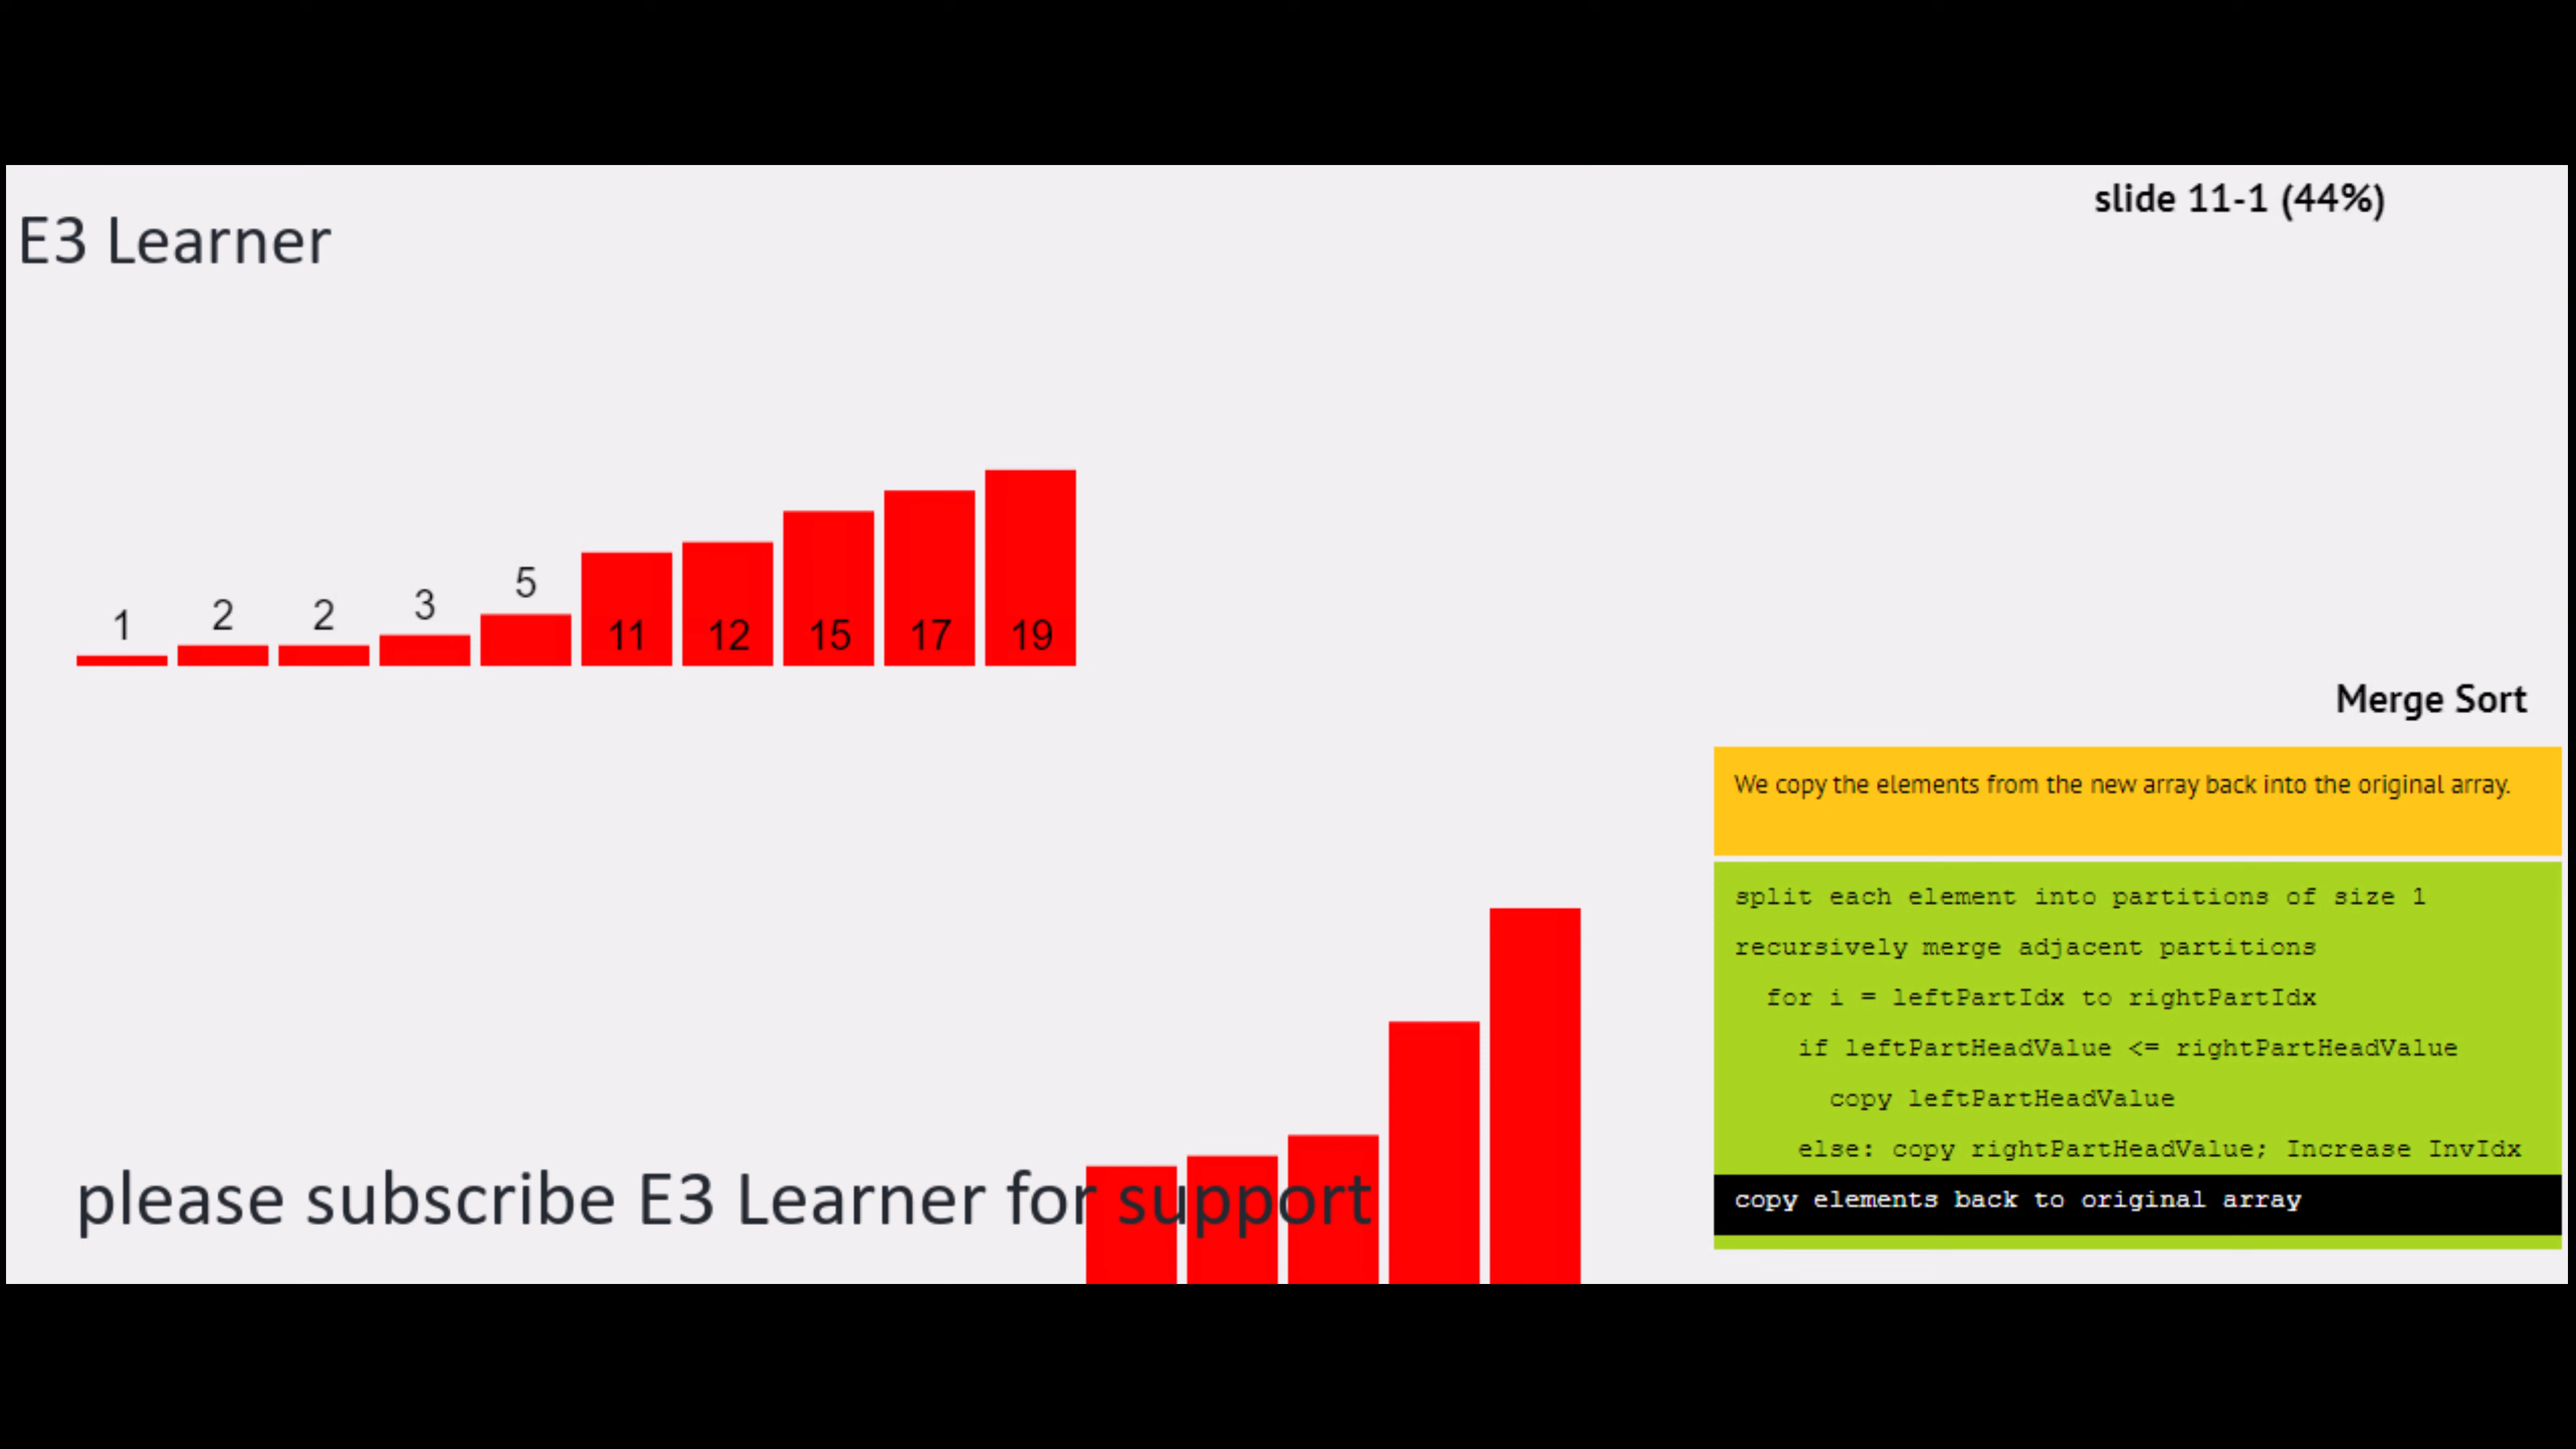 slide 11-1 (44%)
E3 Learner
1 2 2 3 5 11 12 15 17 19
Merge Sort
We copy the elements from the new array back into the original array.
split each element into partitions of size 1
recursively merge adjacent partitions
for i = leftPartIdx to rightPartIdx
if leftPartHeadValue <= rightPartHeadValue
copy leftPartHeadValue
else: copy rightPartHeadValue; Increase InvIdx
copy elements back to original array
please subscribe E3 Learner for support